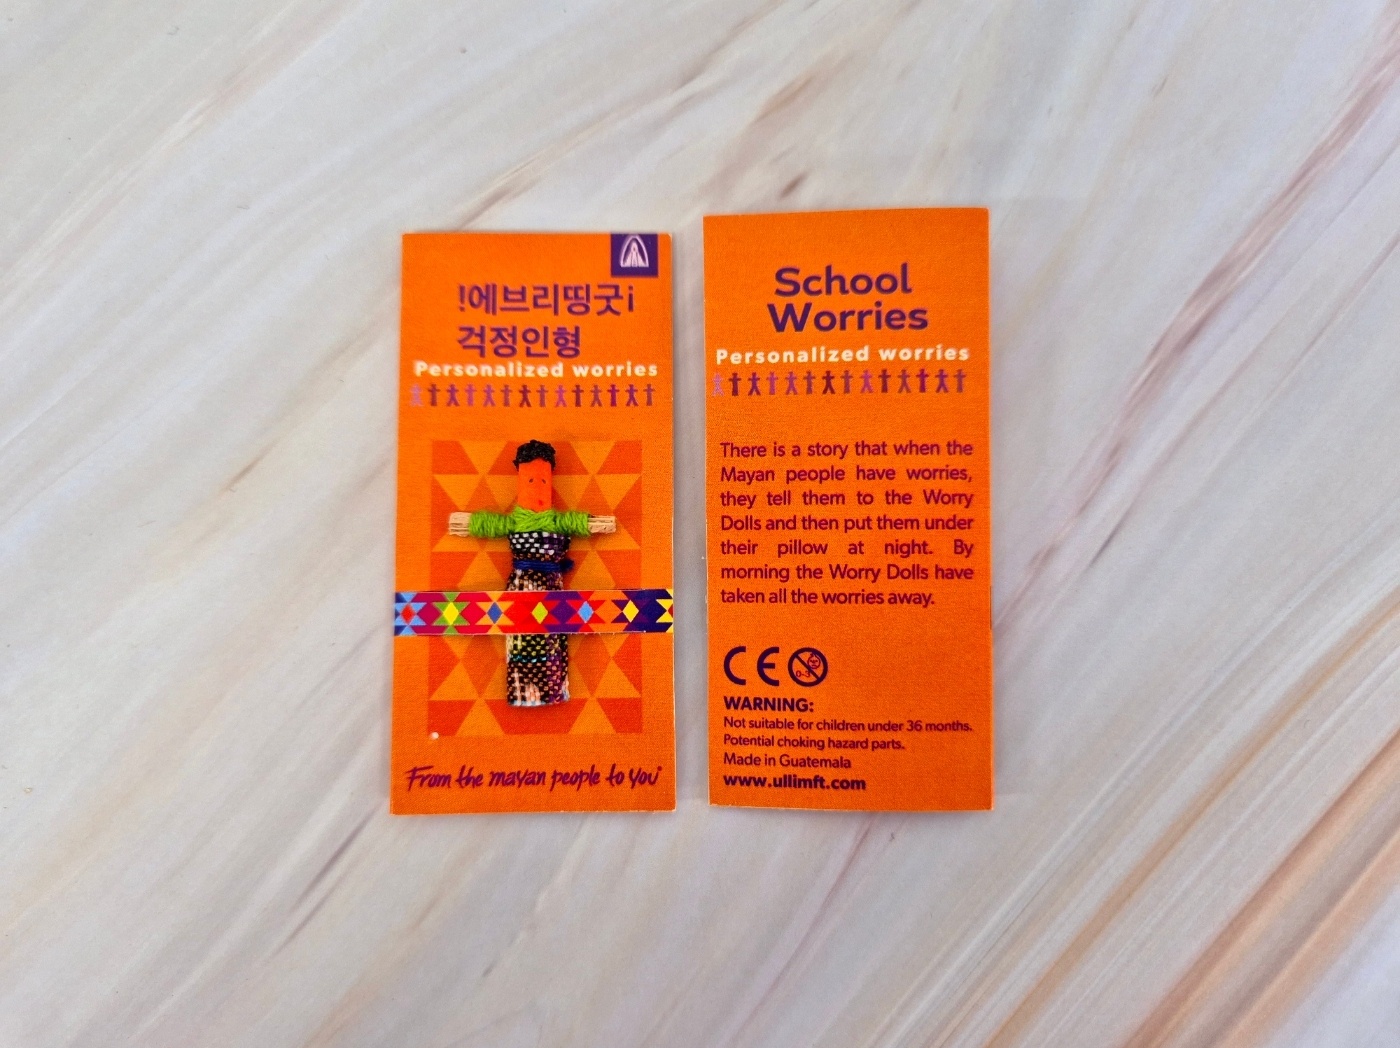 !에브리띵굿¡
걱정인형
Personalized worries
From the mayan people to you
School
Worries
Personalized worries
There is a story that when the
Mayan people have worries,
they tell them to the Worry
Dolls and then put them under
their pillow at night. By
morning the Worry Dolls have
taken all the worries away.
CE 0-3
WARNING:
Not suitable for children under 36 months.
Potential choking hazard parts.
Made in Guatemala
www.ullimft.com